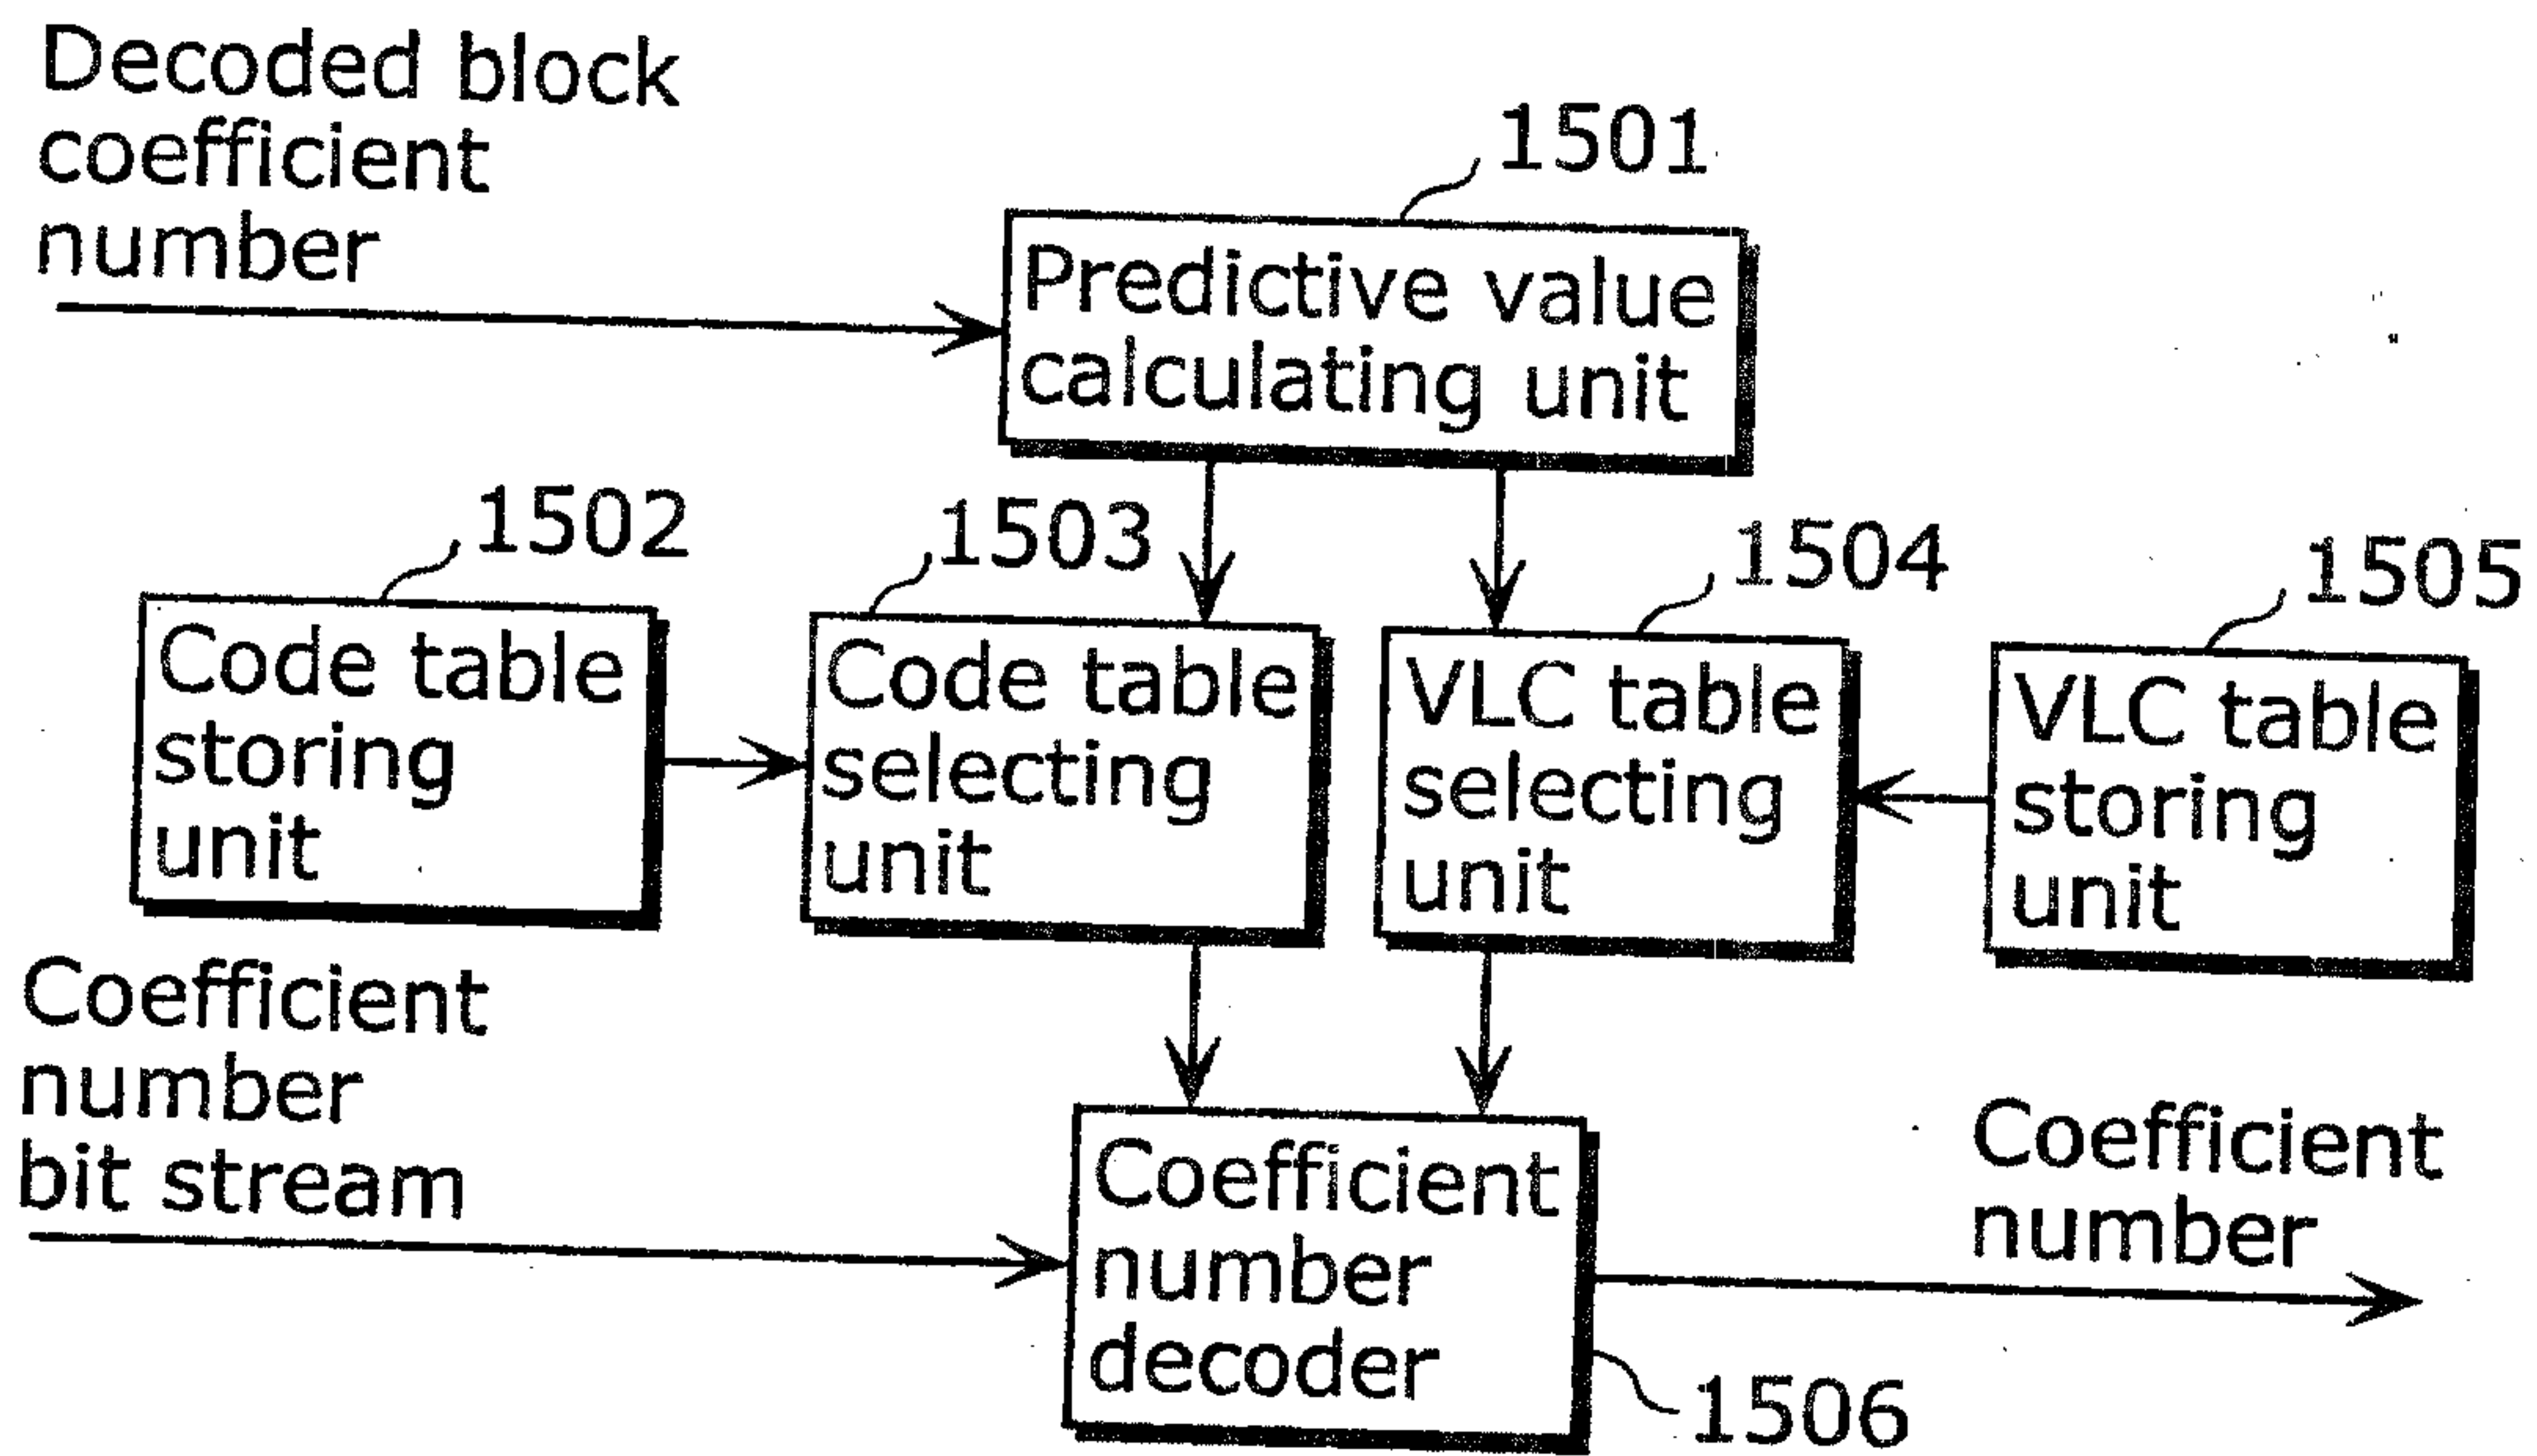 Decoded block
coefficient
number
1501
Predictive value
calculating unit
1502
1503
1504
1505
Code table
storing
unit
Code table
selecting
unit
VLC table
selecting
unit
VLC table
storing
unit
Coefficient
number
bit stream
Coefficient
number
decoder
Coefficient
number
1506